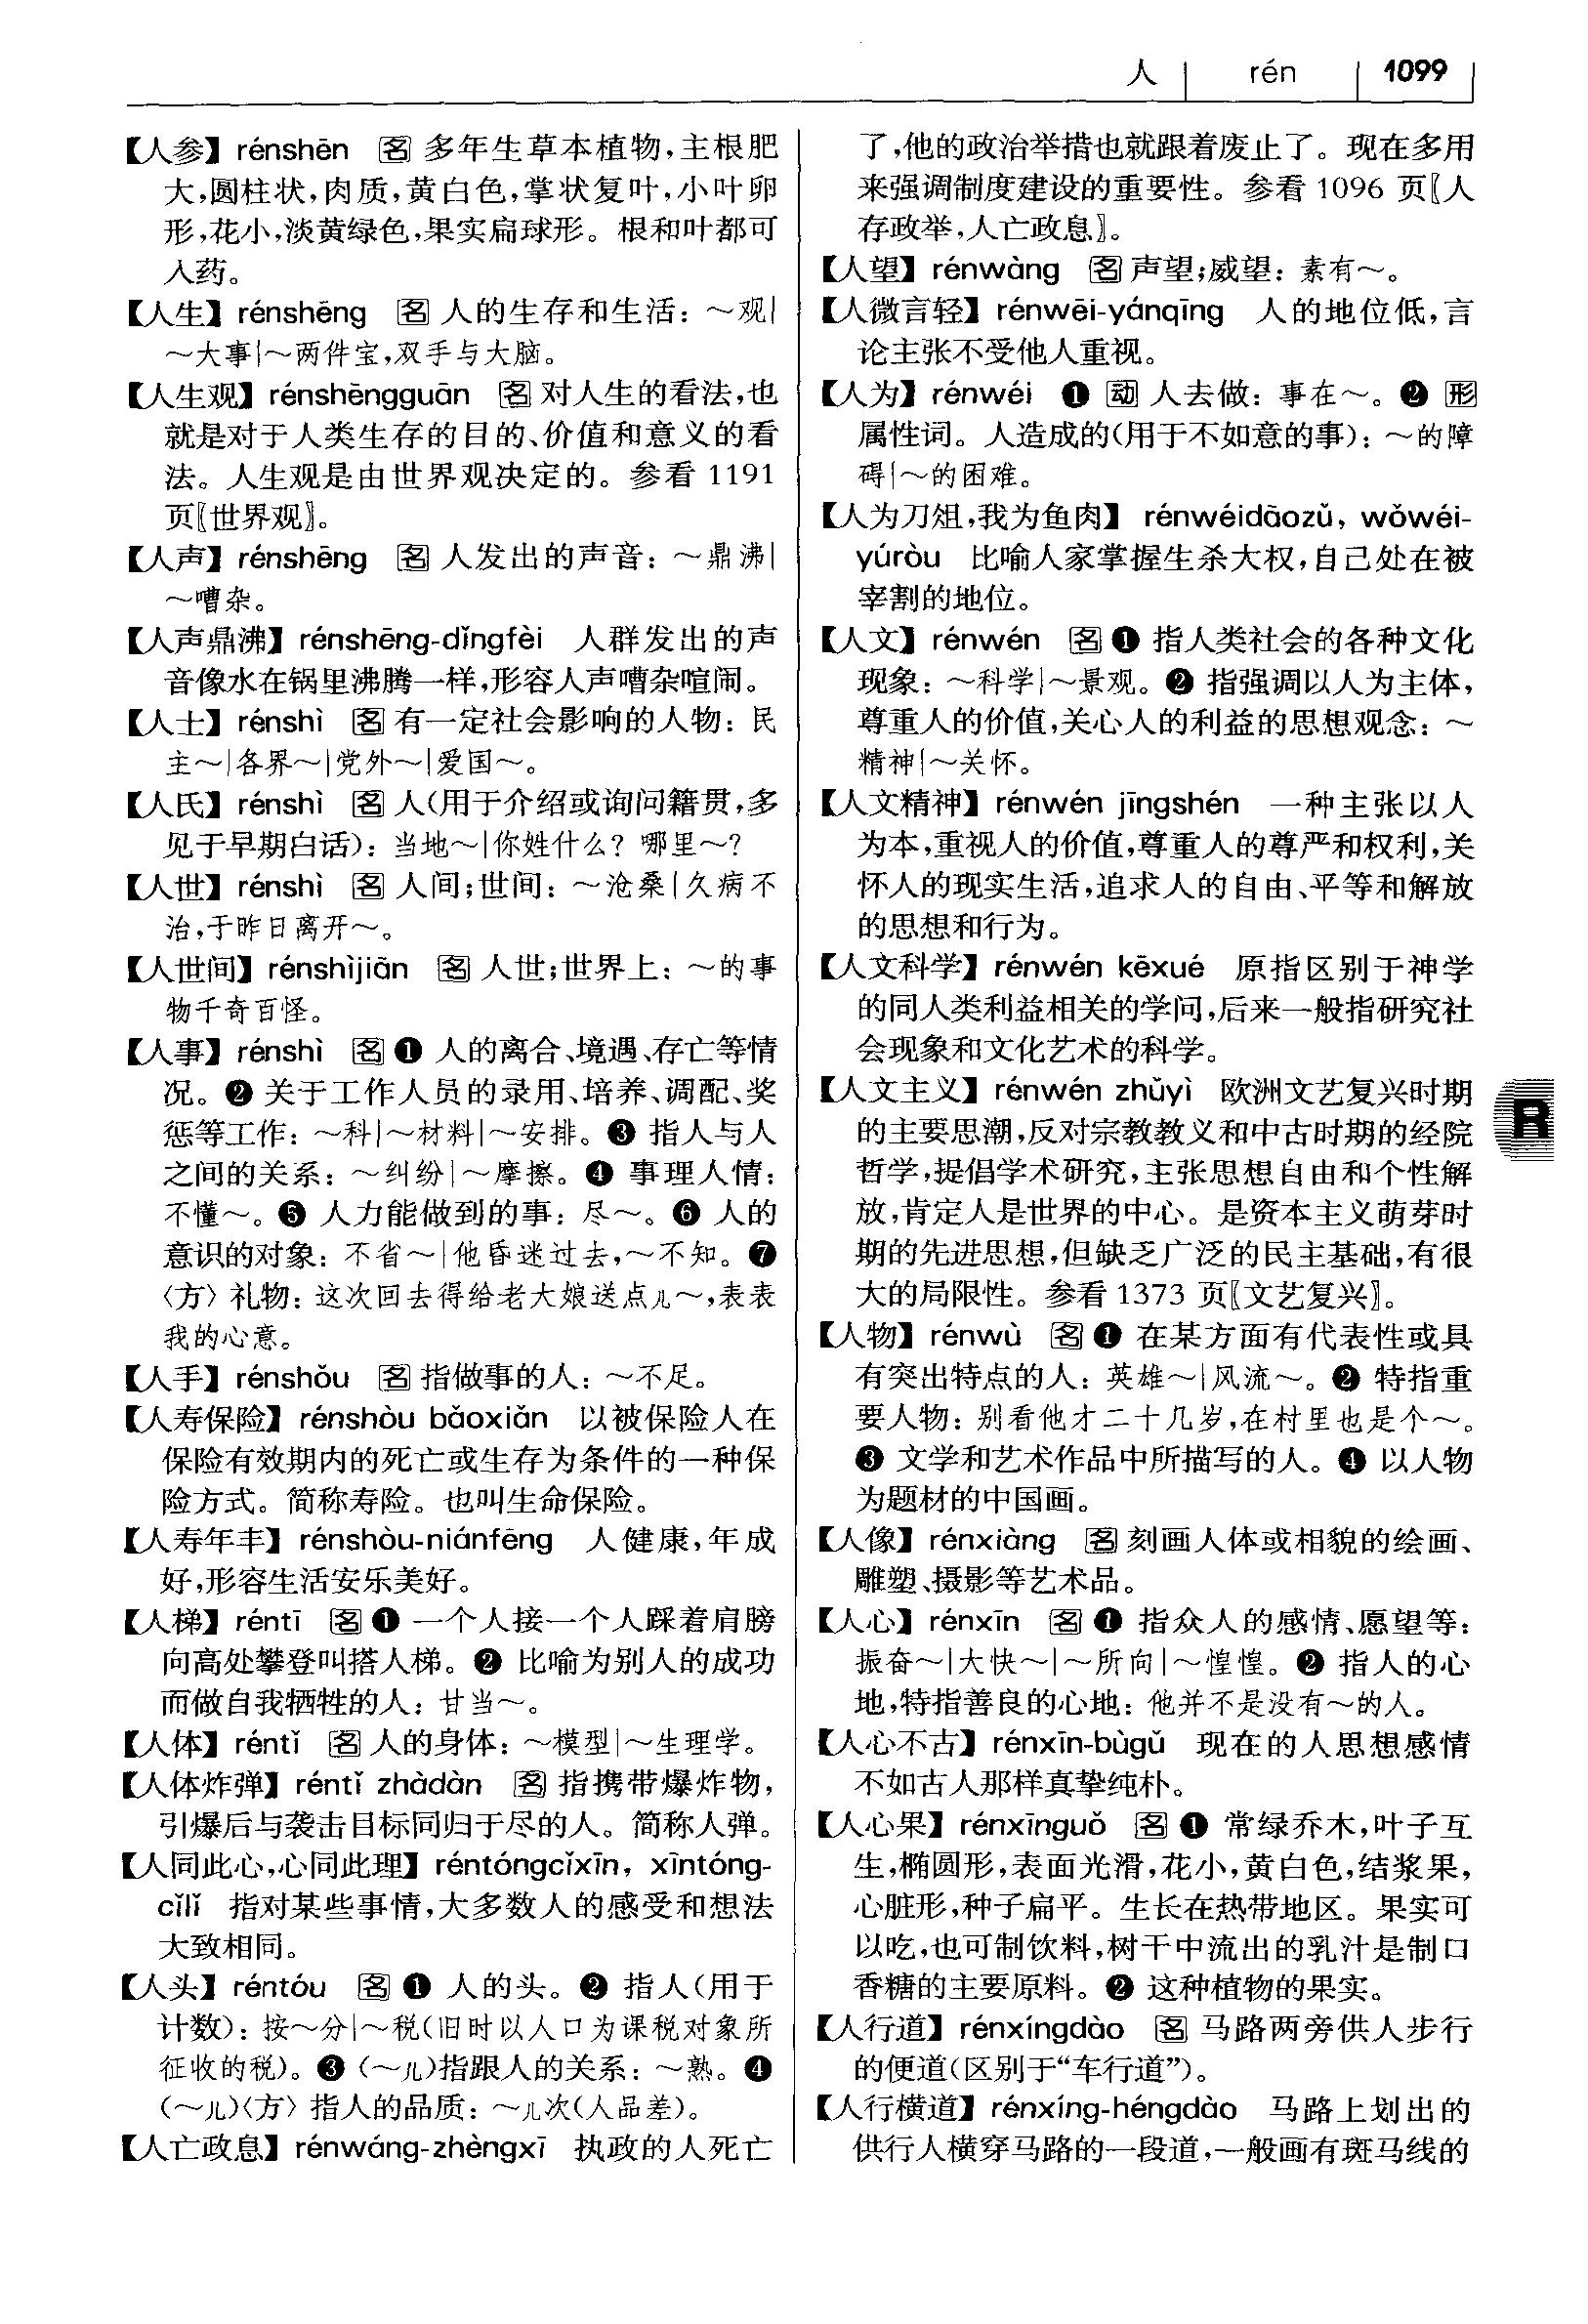 人 rén 1099
【人参】 rénshēn 名 多年生草本植物,主根肥
大,圆柱状,肉质,黄白色,掌状复叶,小叶卵
形,花小,淡黄绿色,果实扁球形。根和叶都可
入药。
【人生】 rénshēng 名 人的生存和生活：～观|
～大事|～两件宝,双手与大脑。
【人生观】 rénshēngguān 名 对人生的看法,也
就是对于人类生存的目的、价值和意义的看
法。人生观是由世界观决定的。参看 1191
页〖世界观〗。
【人声】 rénshēng 名 人发出的声音：～鼎沸|
～嘈杂。
【人声鼎沸】 rénshēng-dǐngfèi 人群发出的声
音像水在锅里沸腾一样,形容人声嘈杂喧闹。
【人士】 rénshì 名 有一定社会影响的人物：民
主～|各界～|党外～|爱国～。
【人氏】 rénshì 名 人(用于介绍或询问籍贯,多
见于早期白话)：当地～|你姓什么？哪里～？
【人世】 rénshì 名 人间;世间：～沧桑|久病不
治,于昨日离开～。
【人世间】 rénshìjiān 名 人世;世界上：～的事
物千奇百怪。
【人事】 rénshì 名 ❶ 人的离合、境遇、存亡等情
况。❷ 关于工作人员的录用、培养、调配、奖
惩等工作：～科|～材料|～安排。❸ 指人与人
之间的关系：～纠纷|～摩擦。❹ 事理人情：
不懂～。❺ 人力能做到的事：尽～。❻ 人的
意识的对象：不省～|他昏迷过去,～不知。❼
〈方〉礼物：这次回去得给老大娘送点儿～,表表
我的心意。
【人手】 rénshǒu 名 指做事的人：～不足。
【人寿保险】 rénshòu bǎoxiǎn 以被保险人在
保险有效期内的死亡或生存为条件的一种保
险方式。简称寿险。也叫生命保险。
【人寿年丰】 rénshòu-niánfēng 人健康,年成
好,形容生活安乐美好。
【人梯】 réntī 名 ❶ 一个人接一个人踩着肩膀
向高处攀登叫搭人梯。❷ 比喻为别人的成功
而做自我牺牲的人：甘当～。
【人体】 réntǐ 名 人的身体：～模型|～生理学。
【人体炸弹】 réntǐ zhàdàn 名 指携带爆炸物,
引爆后与袭击目标同归于尽的人。简称人弹。
【人同此心,心同此理】 réntóngcǐxīn, xīntóng-
cǐlǐ 指对某些事情,大多数人的感受和想法
大致相同。
【人头】 réntóu 名 ❶ 人的头。❷ 指人(用于
计数)：按～分|～税(旧时以人口为课税对象所
征收的税)。❸ (～儿)指跟人的关系：～熟。❹
(～儿)〈方〉指人的品质：～儿次(人品差)。
【人亡政息】 rénwáng-zhèngxī 执政的人死亡
了,他的政治举措也就跟着废止了。现在多用
来强调制度建设的重要性。参看 1096 页〖人
存政举,人亡政息〗。
【人望】 rénwàng 名 声望;威望：素有～。
【人微言轻】 rénwēi-yánqīng 人的地位低,言
论主张不受他人重视。
【人为】 rénwéi ❶ 动 人去做：事在～。❷ 形
属性词。人造成的(用于不如意的事)：～的障
碍|～的困难。
【人为刀俎,我为鱼肉】 rénwéidāozǔ, wǒwéi-
yúròu 比喻人家掌握生杀大权,自己处在被
宰割的地位。
【人文】 rénwén 名 ❶ 指人类社会的各种文化
现象：～科学|～景观。❷ 指强调以人为主体,
尊重人的价值,关心人的利益的思想观念：～
精神|～关怀。
【人文精神】 rénwén jīngshén 一种主张以人
为本,重视人的价值,尊重人的尊严和权利,关
怀人的现实生活,追求人的自由、平等和解放
的思想和行为。
【人文科学】 rénwén kēxué 原指区别于神学
的同人类利益相关的学问,后来一般指研究社
会现象和文化艺术的科学。
【人文主义】 rénwén zhǔyì 欧洲文艺复兴时期
的主要思潮,反对宗教教义和中古时期的经院
哲学,提倡学术研究,主张思想自由和个性解
放,肯定人是世界的中心。是资本主义萌芽时
期的先进思想,但缺乏广泛的民主基础,有很
大的局限性。参看 1373 页〖文艺复兴〗。
【人物】 rénwù 名 ❶ 在某方面有代表性或具
有突出特点的人：英雄～|风流～。❷ 特指重
要人物：别看他才二十几岁,在村里也是个～。
❸ 文学和艺术作品中所描写的人。❹ 以人物
为题材的中国画。
【人像】 rénxiàng 名 刻画人体或相貌的绘画、
雕塑、摄影等艺术品。
【人心】 rénxīn 名 ❶ 指众人的感情、愿望等：
振奋～|大快～|～所向|～惶惶。❷ 指人的心
地,特指善良的心地：他并不是没有～的人。
【人心不古】 rénxīn-bùgǔ 现在的人思想感情
不如古人那样真挚纯朴。
【人心果】 rénxīnguǒ 名 ❶ 常绿乔木,叶子互
生,椭圆形,表面光滑,花小,黄白色,结浆果,
心脏形,种子扁平。生长在热带地区。果实可
以吃,也可制饮料,树干中流出的乳汁是制口
香糖的主要原料。❷ 这种植物的果实。
【人行道】 rénxíngdào 名 马路两旁供人步行
的便道(区别于“车行道”)。
【人行横道】 rénxíng-héngdào 马路上划出的
供行人横穿马路的一段道,一般画有斑马线的
R